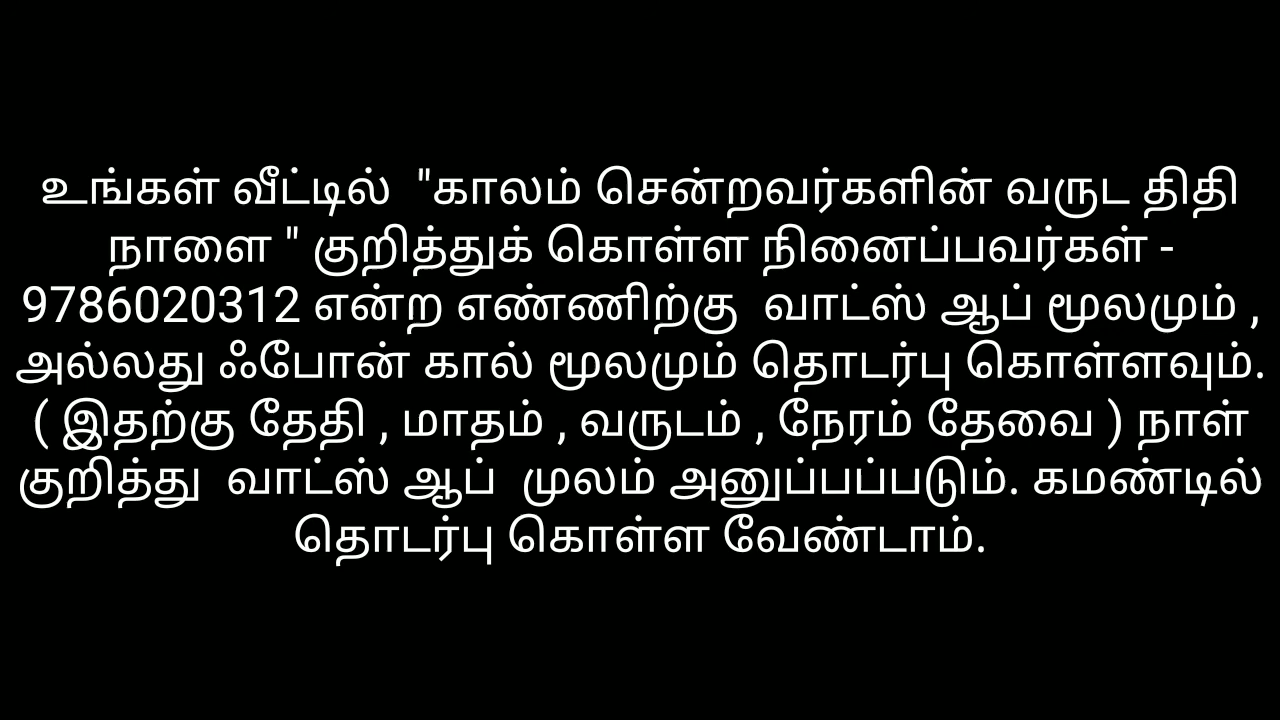 உங்கள் வீட்டில்  "காலம் சென்றவர்களின் வருட திதி
நாளை " குறித்துக் கொள்ள நினைப்பவர்கள் -
9786020312 என்ற எண்ணிற்கு  வாட்ஸ் ஆப் மூலமும் ,
அல்லது ஃபோன் கால் மூலமும் தொடர்பு கொள்ளவும்.
( இதற்கு தேதி , மாதம் , வருடம் , நேரம் தேவை ) நாள்
குறித்து  வாட்ஸ் ஆப்  முலம் அனுப்பப்படும். கமண்டில்
தொடர்பு கொள்ள வேண்டாம்.